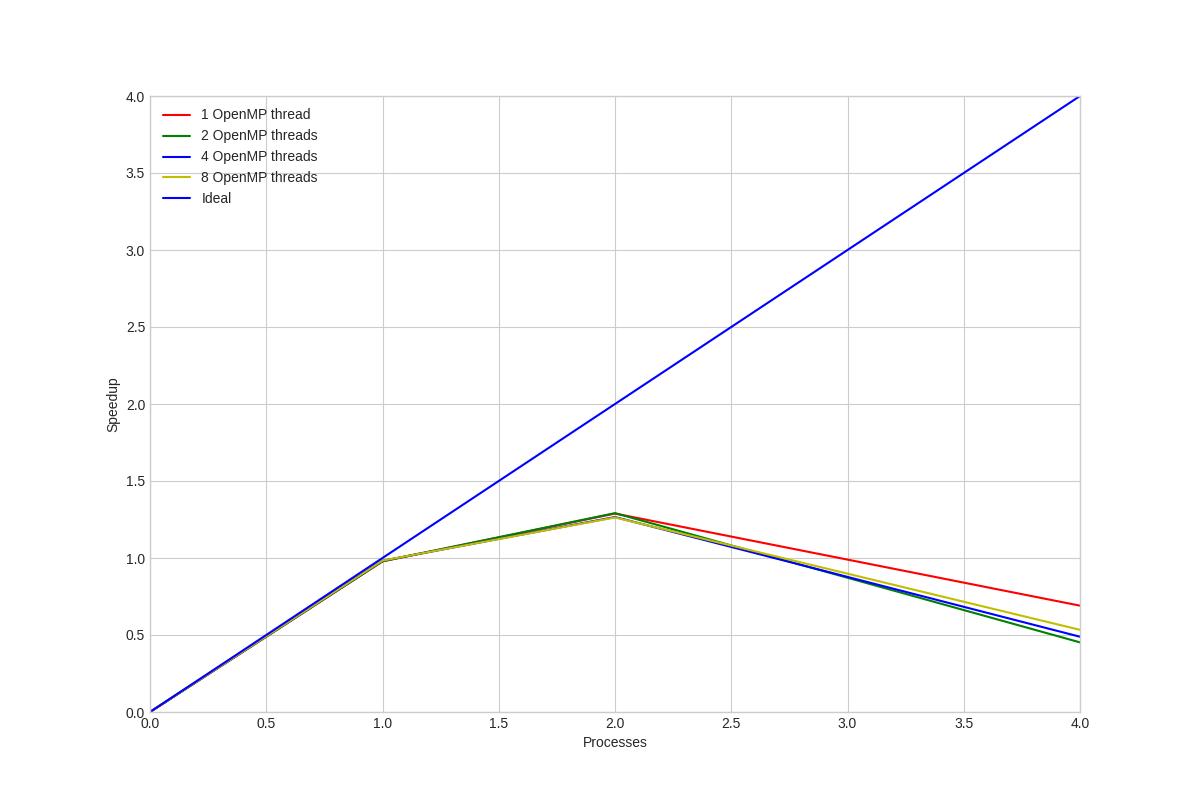 4.0
3.5
3.0
2.5
2.0
1.5
1.0
0.5
0.0
Speedup
1 OpenMP thread
2 OpenMP threads
4 OpenMP threads
8 OpenMP threads
Ideal
0.0 0.5 1.0 1.5 2.0 2.5 3.0 3.5 4.0
Processes